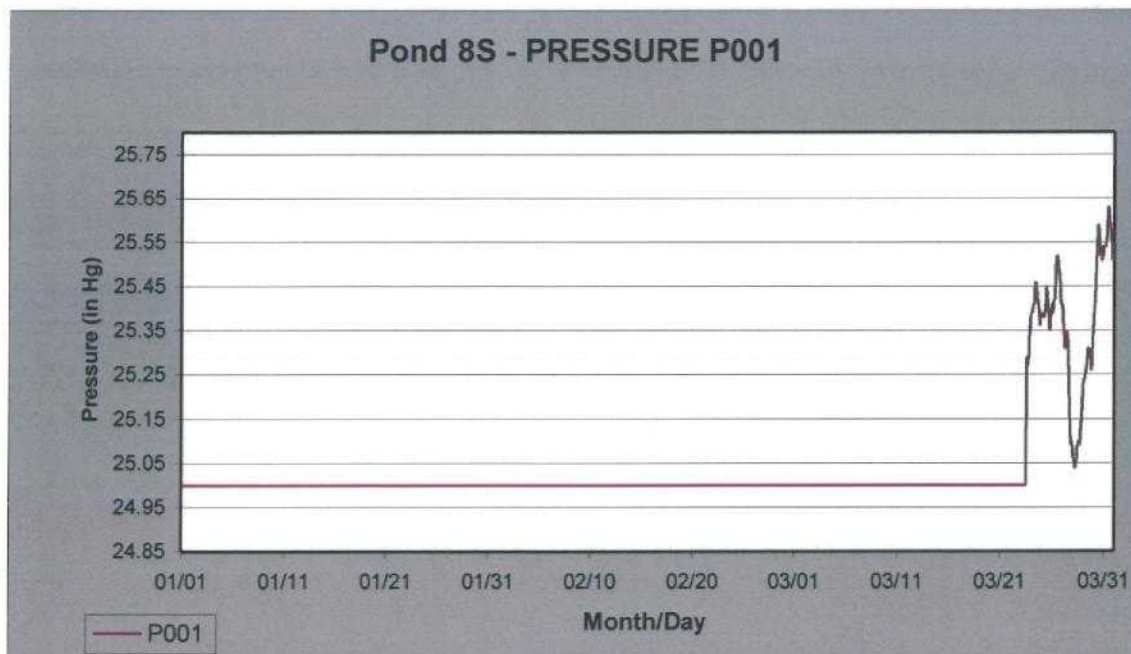 Pond 8S - PRESSURE P001
Pressure (in Hg)
25.75
25.65
25.55
25.45
25.35
25.25
25.15
25.05
24.95
24.85
01/01 01/11 01/21 01/31 02/10 02/20 03/01 03/11 03/21 03/31
Month/Day
P001